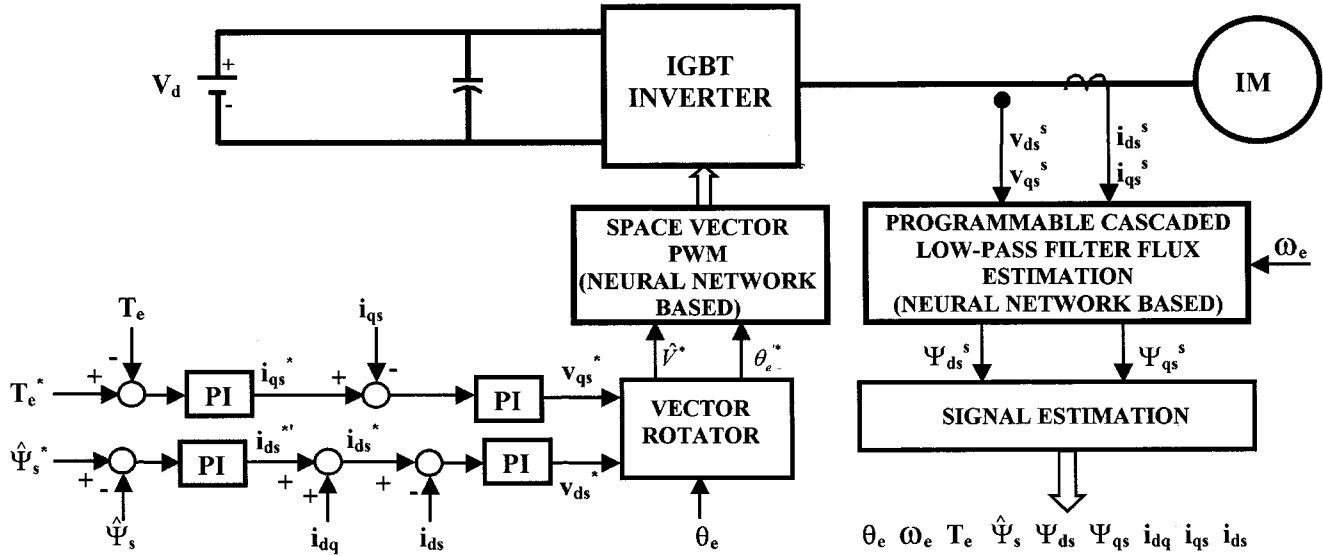 V_d
+
-
IGBT
INVERTER
IM
v_ds^s
v_qs^s
i_ds^s
i_qs^s
SPACE VECTOR
PWM
(NEURAL NETWORK
BASED)
PROGRAMMABLE CASCADED
LOW-PASS FILTER FLUX
ESTIMATION
(NEURAL NETWORK BASED)
ω_e
T_e
i_qs
V̂^*
θ_e^'*
Ψ_ds^s
Ψ_qs^s
T_e^*
+
-
PI
i_qs^*
+
-
PI
v_qs^*
VECTOR
ROTATOR
SIGNAL ESTIMATION
Ψ̂_s^*
+
-
PI
i_ds^*'
+
+
i_ds^*
+
-
PI
v_ds^*
Ψ̂_s
i_dq
i_ds
θ_e
θ_e ω_e T_e Ψ̂_s Ψ_ds Ψ_qs i_dq i_qs i_ds